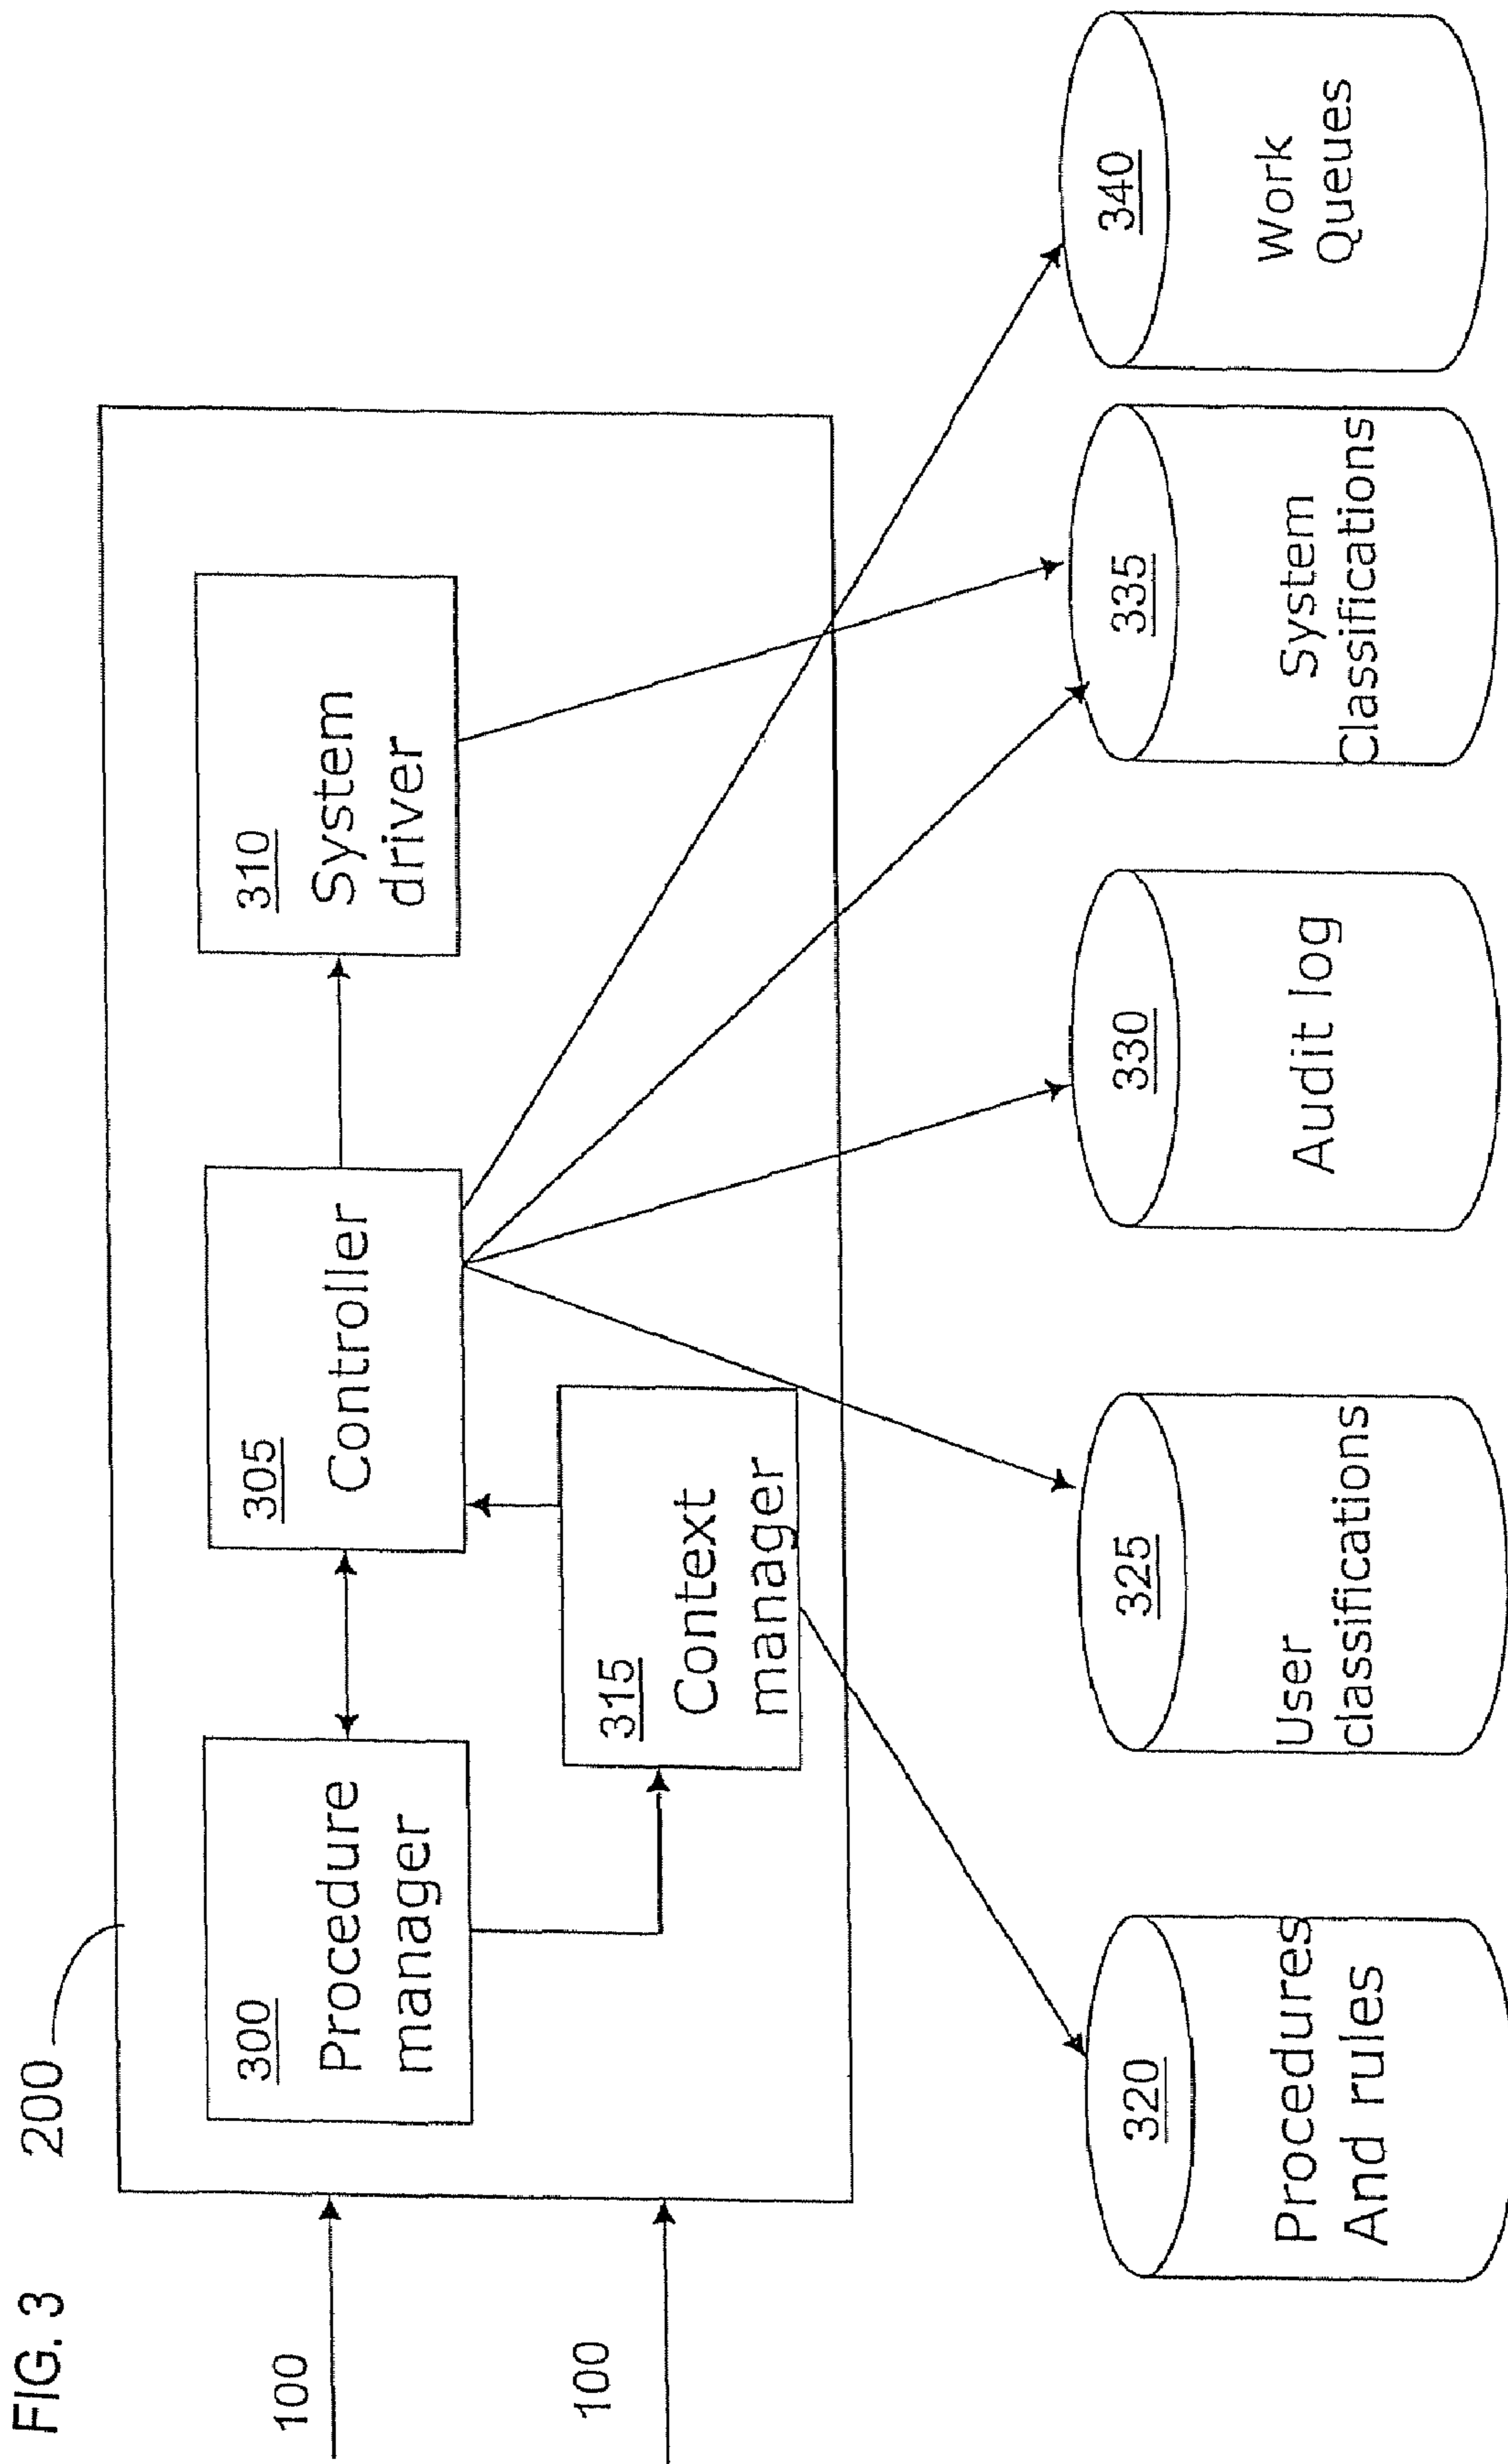 FIG. 3
200
100
100
300
Procedure
manager
305
Controller
310
System
driver
315
Context
manager
320
Procedures
And rules
325
User
classifications
330
Audit log
335
System
Classifications
340
Work
Queues